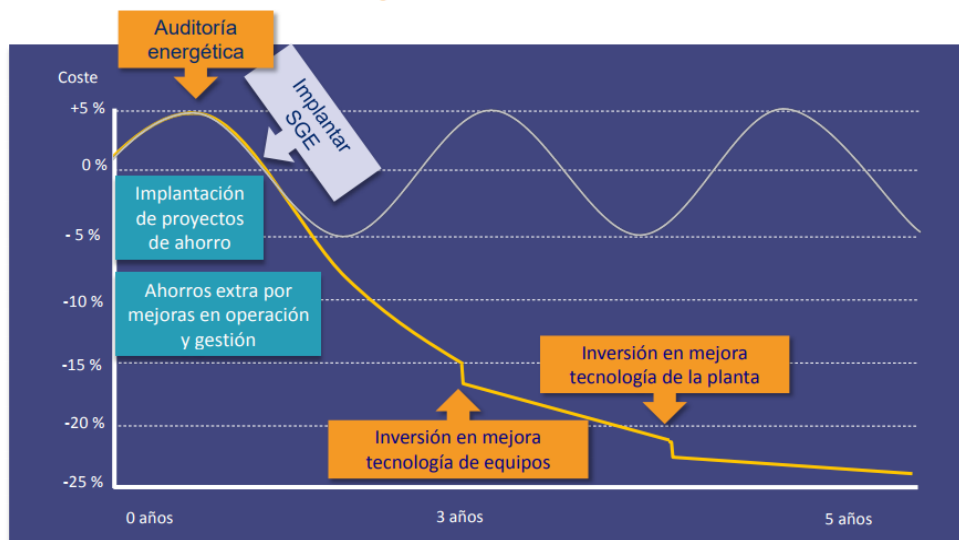 Auditoría
energética
Implantar
SGE
Coste
+5 %
0 %
- 5 %
-10 %
-15 %
-20 %
-25 %
Implantación
de proyectos
de ahorro
Ahorros extra por
mejoras en operación
y gestión
Inversión en mejora
tecnología de la planta
Inversión en mejora
tecnología de equipos
0 años
3 años
5 años